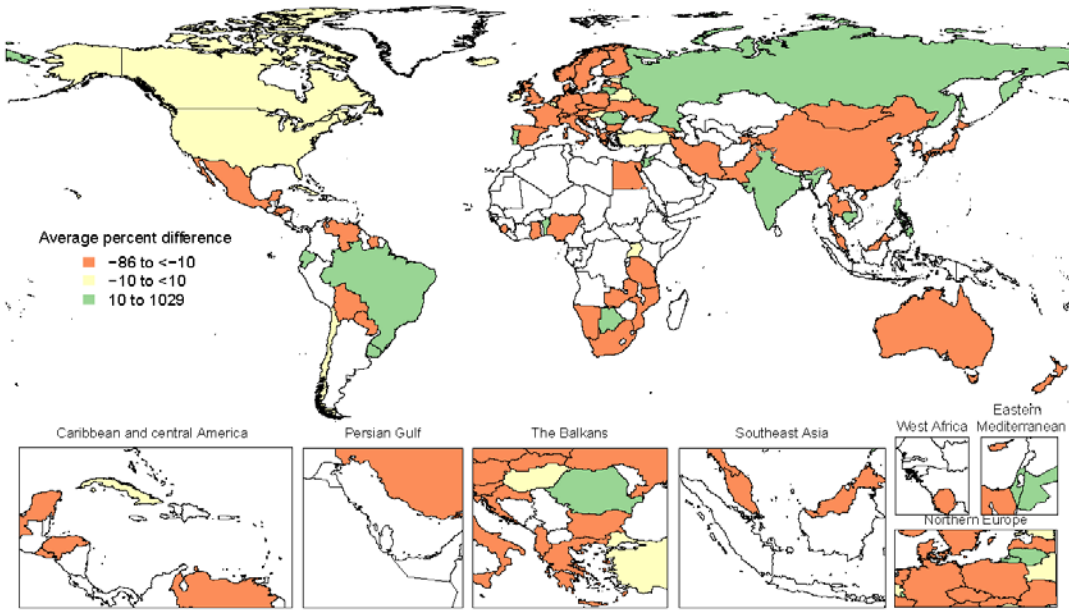 Average percent difference
−86 to <−10
−10 to <10
10 to 1029
Caribbean and central America
Persian Gulf
The Balkans
Southeast Asia
West Africa
Eastern
Mediterranean
Northern Europe